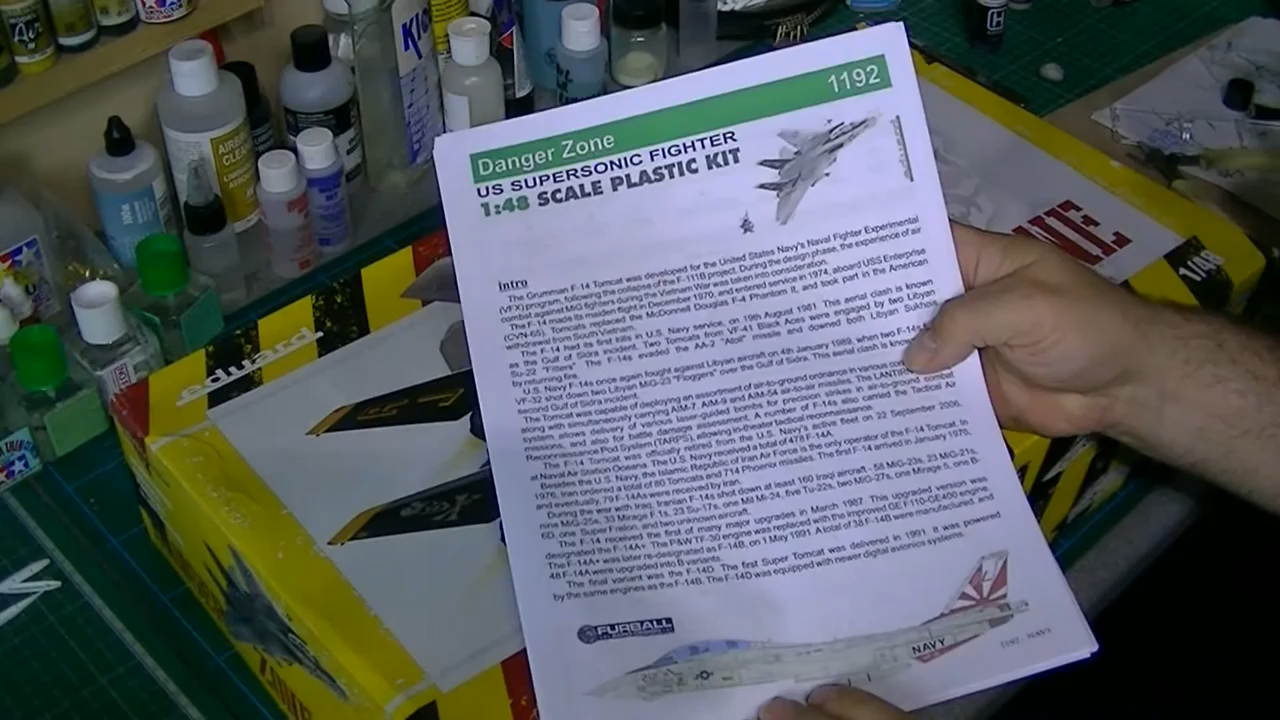 Danger Zone
1192
US SUPERSONIC FIGHTER
1:48 SCALE PLASTIC KIT
Intro
The Grumman F-14 Tomcat was developed for the United States Navy's Naval Fighter Experimental
(VFX) program, following the collapse of the F-111B project. During the design phase, the experience of air
combat against MiG fighters during the Vietnam War was taken into consideration.
The F-14 made its maiden flight in December 1970, and entered service in 1974, aboard USS Enterprise
(CVN-65). Tomcats replaced the McDonnell Douglas F-4 Phantom II, and took part in the American
withdrawal from South Vietnam.
The F-14 had its first kills in U.S. Navy service, on 19th August 1981. This aerial clash is known
as the Gulf of Sidra incident. Two Tomcats from VF-41 Black Aces were engaged by two Libyan
Su-22 "Fitters". The F-14s evaded the AA-2 "Atoll" missile and downed both Libyan Sukhois
by returning fire.
U.S. Navy F-14s once again fought against Libyan aircraft on 4th January 1989, when two F-14s
VF-32 shot down two Libyan MiG-23 "Floggers" over the Gulf of Sidra. This aerial clash is
second Gulf of Sidra incident.
The Tomcat was capable of deploying an assortment of air-to-ground ordnance in various
along with simultaneously carrying AIM-7, AIM-9 and AIM-54 air-to-air missiles. The
system allows delivery of various laser-guided bombs for precision strikes in air-to-ground combat
missions, and also for battle damage assessment. A number of F-14s also carried the Tactical Air
Reconnaissance Pod System (TARPS), allowing in-theater tactical reconnaissance.
The F-14 Tomcat was officially retired from the U.S. Navy's active fleet on 22 September 2006,
at Naval Air Station Oceana. The U.S. Navy received a total of 478 F-14A.
Besides the U.S. Navy, the Islamic Republic of Iran Air Force is the only operator of the F-14 Tomcat. In
1976, Iran ordered a total of 80 Tomcats and 714 Phoenix missiles. The first F-14 arrived in January 1976,
and eventually, 79 F-14As were received by Iran.
During the war with Iraq, Iranian F-14s shot down at least 160 Iraqi aircraft - 58 MiG-23s, 23 MiG-21s,
nine MiG-25s, 33 Mirage F.1s, 23 Su-17s, one Mil Mi-24, five Tu-22s, two MiG-27s, one Mirage 5, one B-
6D, one Super Frelon, and two unknown aircraft.
The F-14 received the first of many major upgrades in March 1987. This upgraded version was
designated the F-14A+. The P&W TF-30 engine was replaced with the improved GE F110-GE400 engine.
The F-14A+ was later re-designated as F-14B, on 1 May 1991. A total of 38 F-14B were manufactured, and
48 F-14A were upgraded into B variants.
The final variant was the F-14D. The first Super Tomcat was delivered in 1991. It was powered
by the same engines as the F-14B. The F-14D was equipped with newer digital avionics systems.
FURBALL
NAVY
1192 - NAV1
eduard
1/48